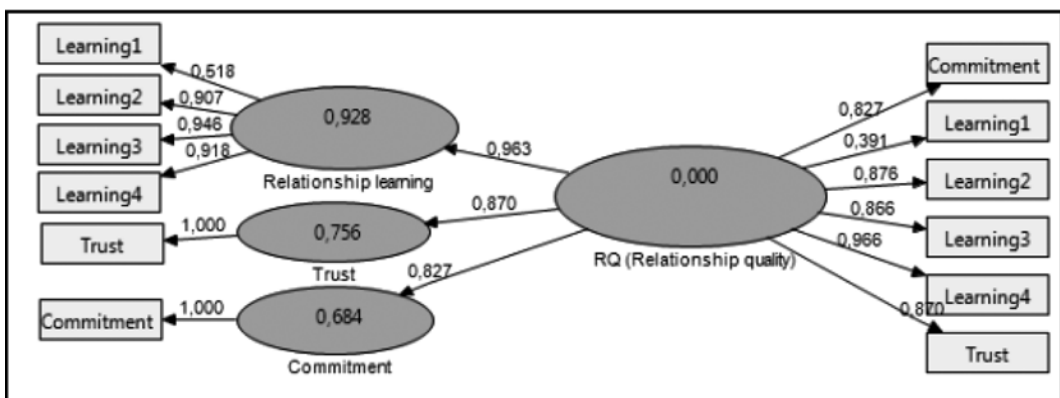 Learning1
Learning2
Learning3
Learning4
Trust
Commitment
0,518
0,907
0,946
0,918
1,000
1,000
0,928
Relationship learning
0,756
Trust
0,684
Commitment
0,963
0,870
0,827
0,000
RQ (Relationship quality)
0,827
0,391
0,876
0,866
0,966
0,870
Commitment
Learning1
Learning2
Learning3
Learning4
Trust